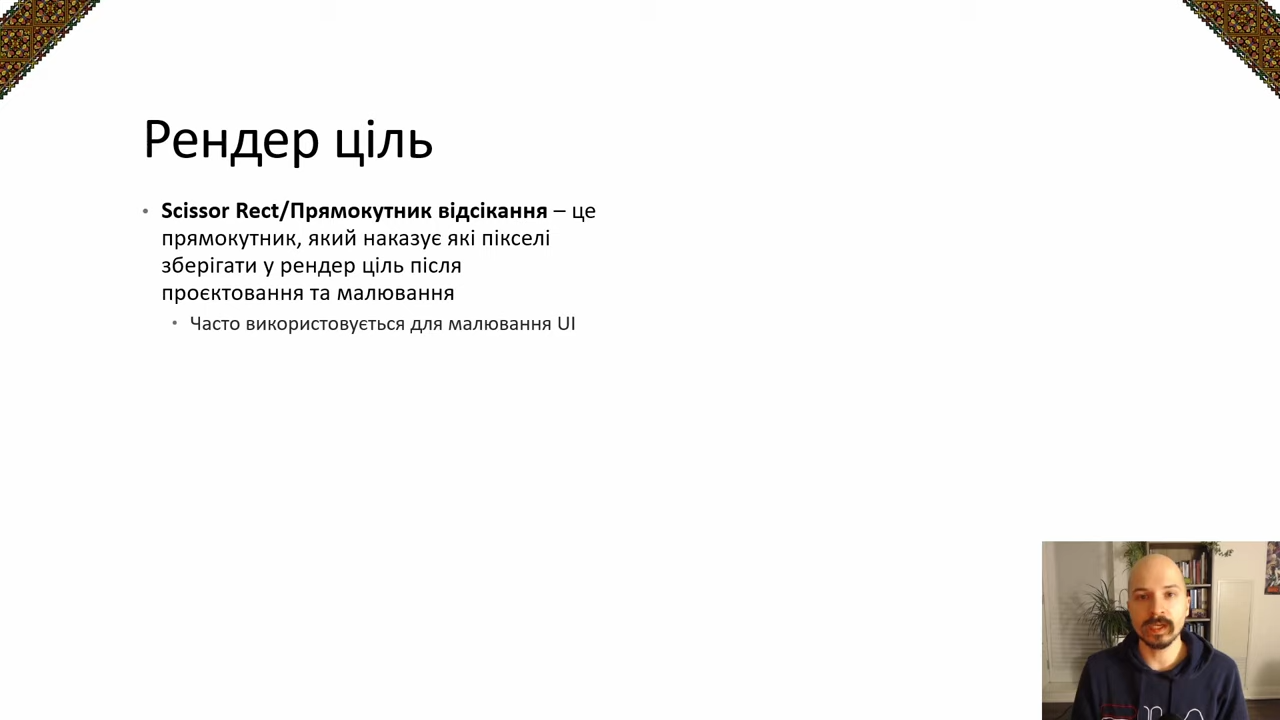 Рендер ціль
• Scissor Rect/Прямокутник відсікання – це
прямокутник, який наказує які пікселі
зберігати у рендер ціль після
проєктовання та малювання
• Часто використовується для малювання UI